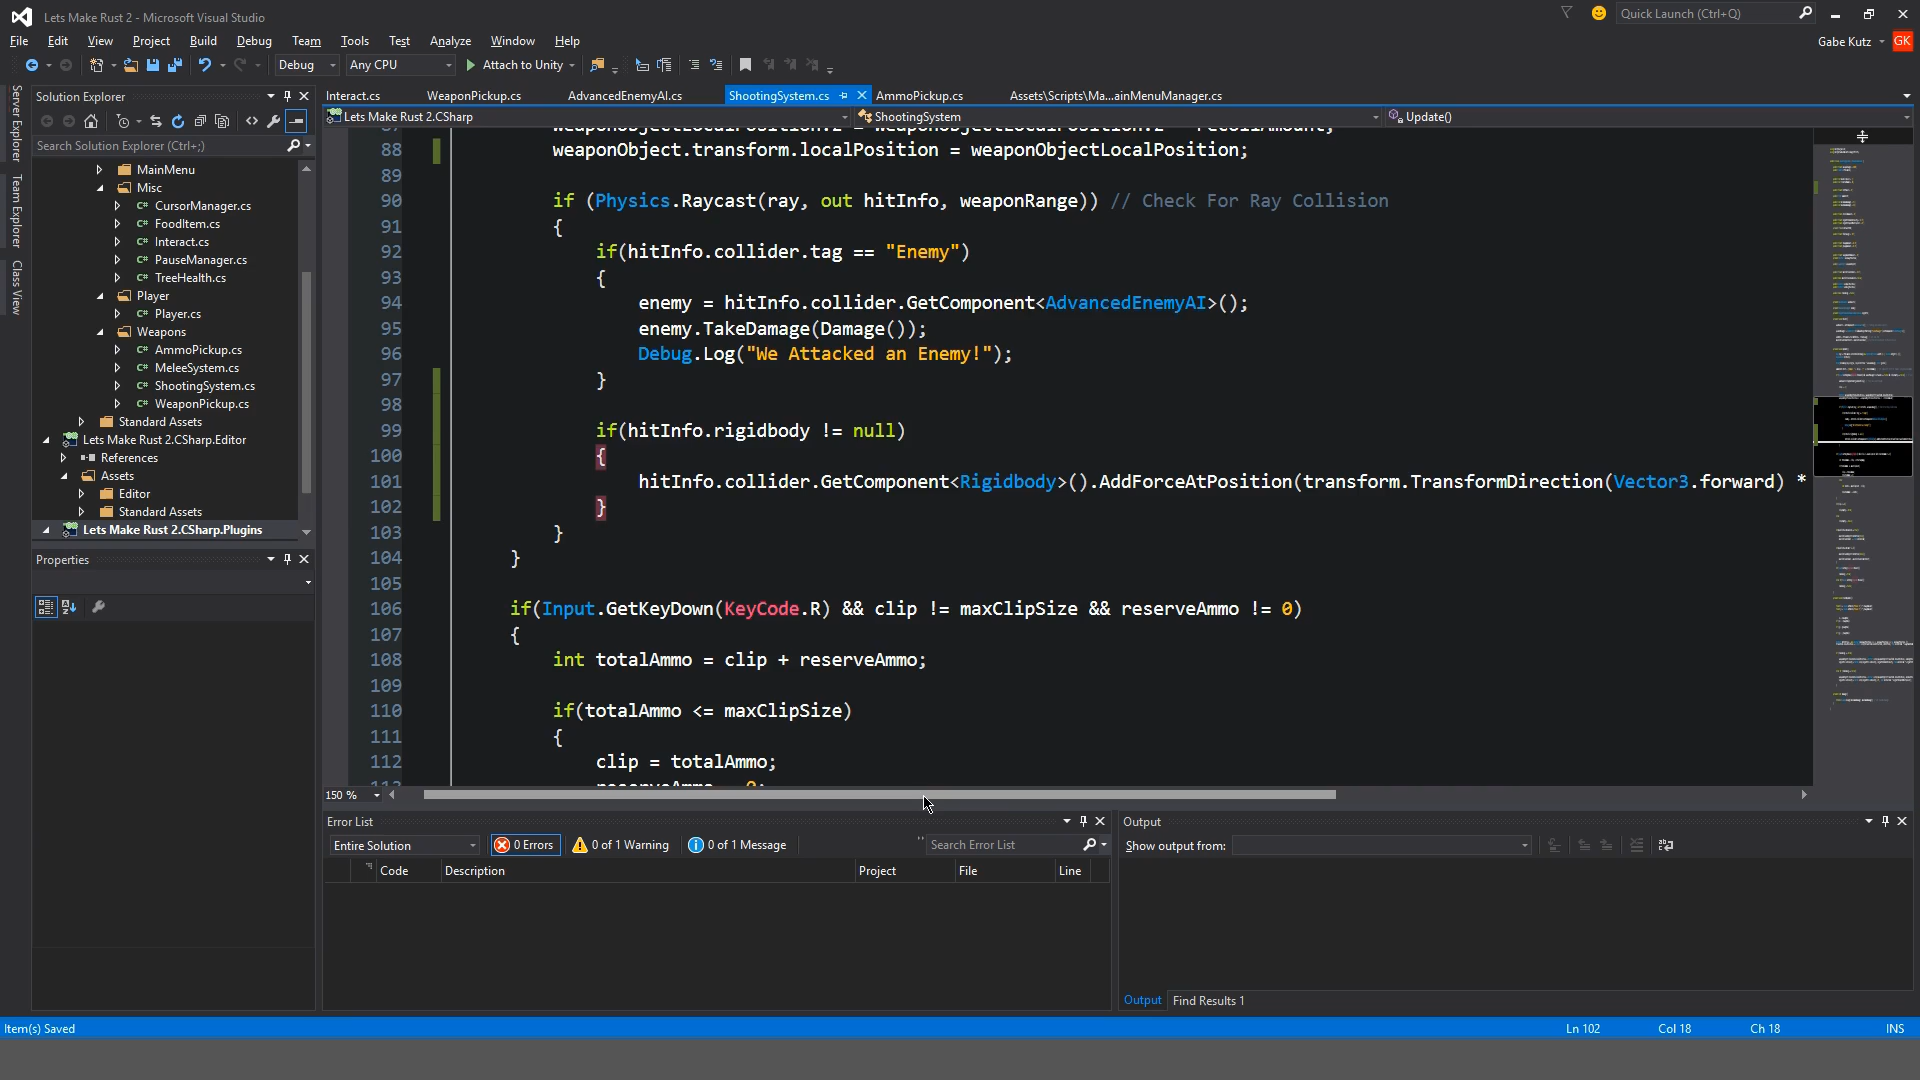 Lets Make Rust 2 - Microsoft Visual Studio
Quick Launch (Ctrl+Q)
File Edit View Project Build Debug Team Tools Test Analyze Window Help
Gabe Kutz GK
Debug Any CPU Attach to Unity
Server Explorer
Team Explorer
Class View
Solution Explorer
Search Solution Explorer (Ctrl+;)
MainMenu
Misc
C# CursorManager.cs
C# FoodItem.cs
C# Interact.cs
C# PauseManager.cs
C# TreeHealth.cs
Player
C# Player.cs
Weapons
C# AmmoPickup.cs
C# MeleeSystem.cs
C# ShootingSystem.cs
C# WeaponPickup.cs
Standard Assets
Lets Make Rust 2.CSharp.Editor
References
Assets
Editor
Standard Assets
Lets Make Rust 2.CSharp.Plugins
Properties
Interact.cs WeaponPickup.cs AdvancedEnemyAI.cs ShootingSystem.cs AmmoPickup.cs Assets\Scripts\Ma...ainMenuManager.cs
Lets Make Rust 2.CSharp ShootingSystem Update()
88 weaponObject.transform.localPosition = weaponObjectLocalPosition;
89
90 if (Physics.Raycast(ray, out hitInfo, weaponRange)) // Check For Ray Collision
91 {
92 if(hitInfo.collider.tag == "Enemy")
93 {
94 enemy = hitInfo.collider.GetComponent<AdvancedEnemyAI>();
95 enemy.TakeDamage(Damage());
96 Debug.Log("We Attacked an Enemy!");
97 }
98
99 if(hitInfo.rigidbody != null)
100 {
101 hitInfo.collider.GetComponent<Rigidbody>().AddForceAtPosition(transform.TransformDirection(Vector3.forward) *
102 }
103 }
104 }
105
106 if(Input.GetKeyDown(KeyCode.R) && clip != maxClipSize && reserveAmmo != 0)
107 {
108 int totalAmmo = clip + reserveAmmo;
109
110 if(totalAmmo <= maxClipSize)
111 {
112 clip = totalAmmo;
150 %
Error List
Entire Solution 0 Errors 0 of 1 Warning 0 of 1 Message Search Error List
Code Description Project File Line
Output
Show output from:
Output Find Results 1
Item(s) Saved Ln 102 Col 18 Ch 18 INS